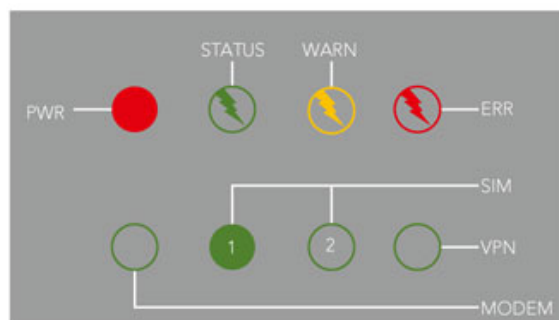 STATUS WARN
PWR ERR
SIM
1 2
VPN
MODEM